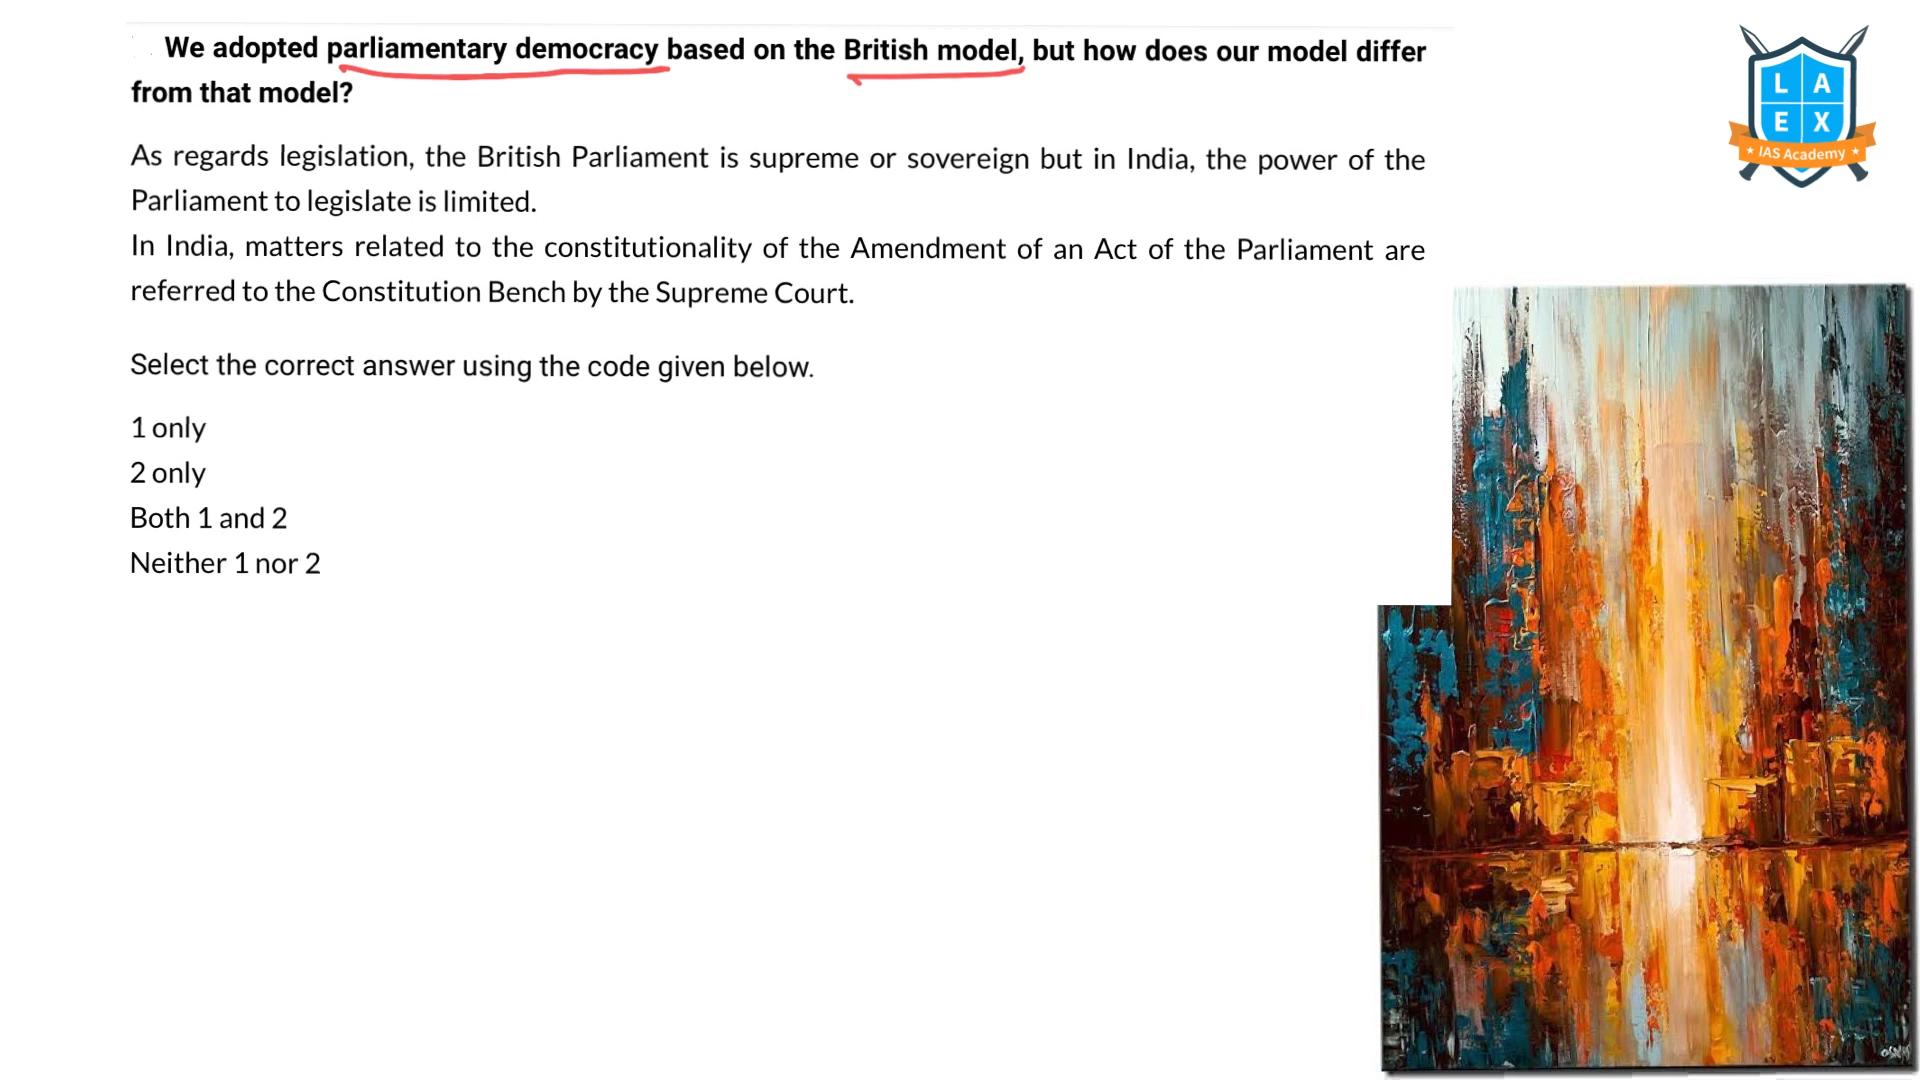 We adopted parliamentary democracy based on the British model, but how does our model differ
from that model?
As regards legislation, the British Parliament is supreme or sovereign but in India, the power of the
Parliament to legislate is limited.
In India, matters related to the constitutionality of the Amendment of an Act of the Parliament are
referred to the Constitution Bench by the Supreme Court.
Select the correct answer using the code given below.
1 only
2 only
Both 1 and 2
Neither 1 nor 2
L A
E X
IAS Academy